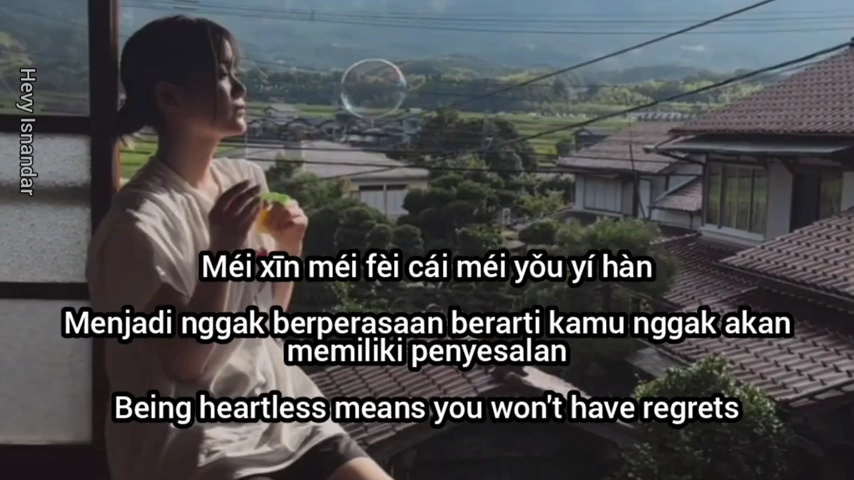 Hevy Isnandar
Méi xīn méi fèi cái méi yǒu yí hàn
Menjadi nggak berperasaan berarti kamu nggak akan
memiliki penyesalan
Being heartless means you won't have regrets